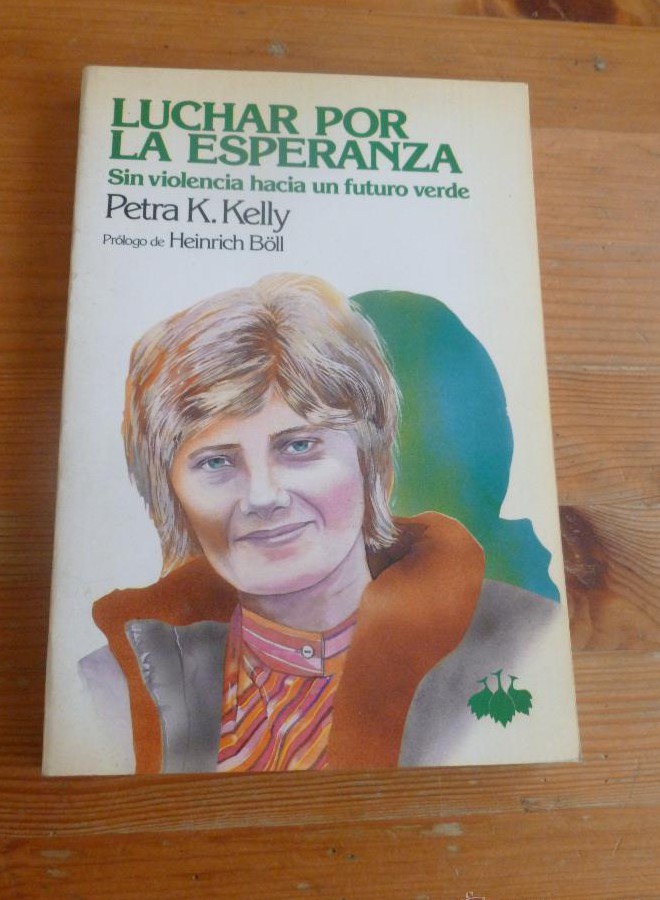 LUCHAR POR
LA ESPERANZA
Sin violencia hacia un futuro verde
Petra K. Kelly
Prólogo de Heinrich Böll